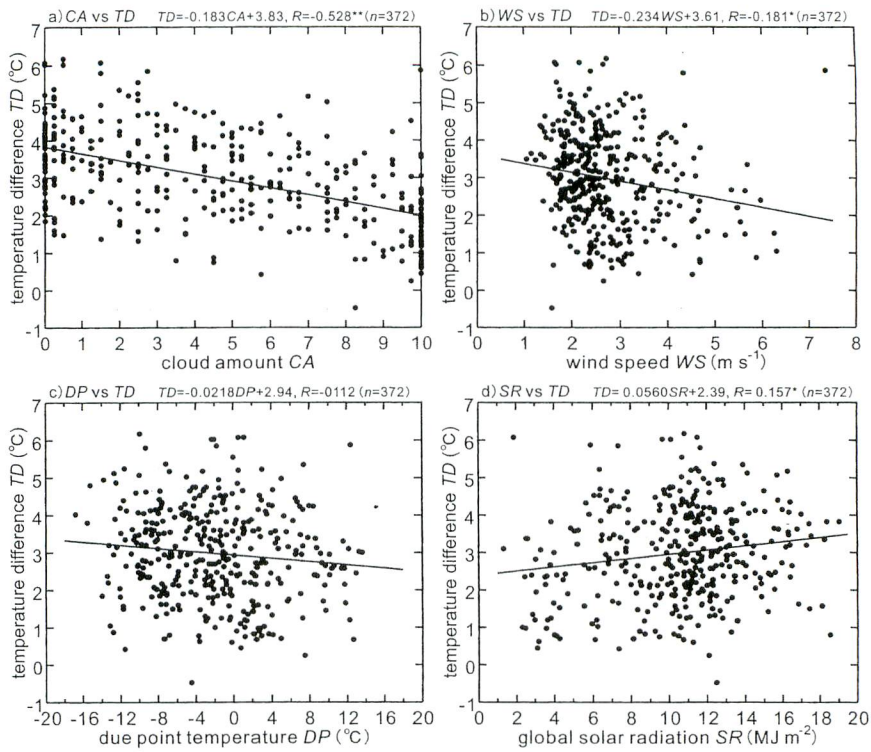 a) CA vs TD TD=-0.183CA+3.83, R=-0.528** (n=372)
7
6
5
4
3
2
1
0
-1
temperature difference TD (°C)
0 1 2 3 4 5 6 7 8 9 10
cloud amount CA
b) WS vs TD TD=-0.234WS+3.61, R=-0.181* (n=372)
7
6
5
4
3
2
1
0
-1
temperature difference TD (°C)
0 1 2 3 4 5 6 7 8
wind speed WS (m s⁻¹)
c) DP vs TD TD=-0.0218DP+2.94, R=-0112 (n=372)
7
6
5
4
3
2
1
0
-1
temperature difference TD (°C)
-20 -16 -12 -8 -4 0 4 8 12 16 20
due point temperature DP (°C)
d) SR vs TD TD= 0.0560SR+2.39, R= 0.157* (n=372)
7
6
5
4
3
2
1
0
-1
temperature difference TD (°C)
0 2 4 6 8 10 12 14 16 18 20
global solar radiation SR (MJ m⁻²)